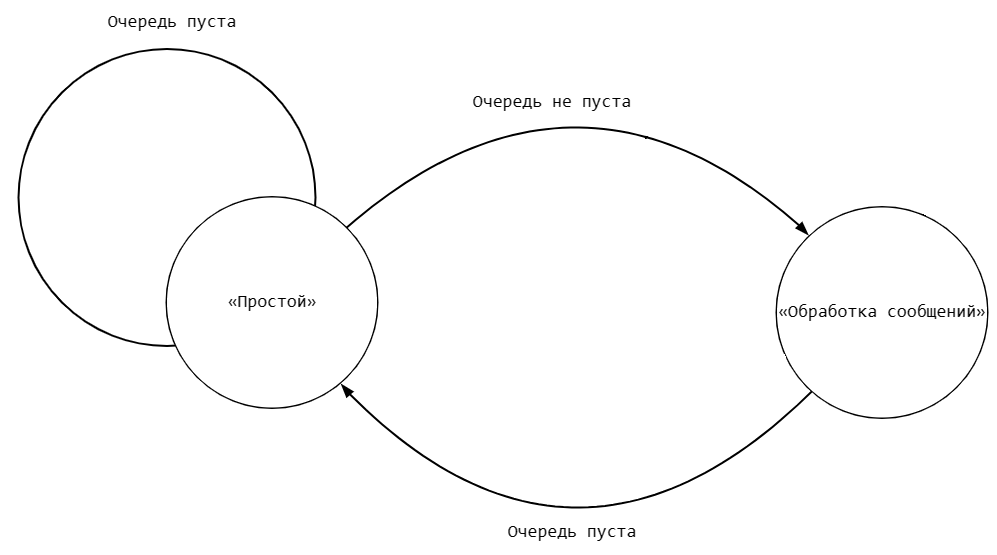 Очередь пуста
Очередь не пуста
«Простой»
«Обработка сообщений»
Очередь пуста